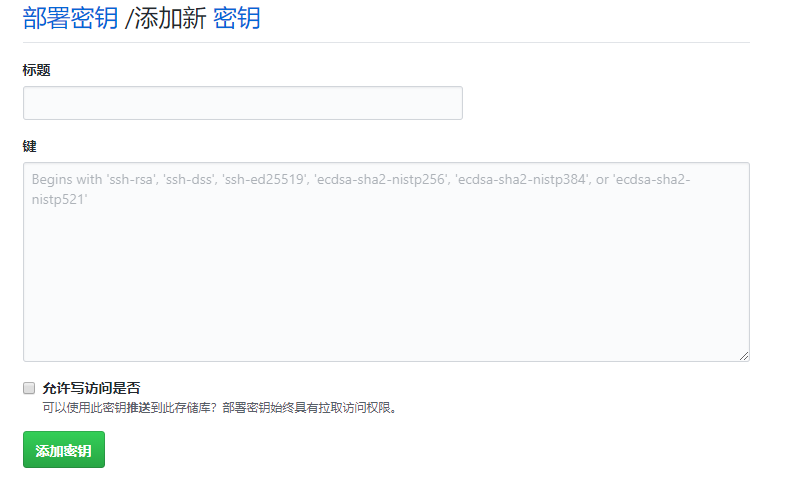 部署密钥 /添加新 密钥
标题
键
Begins with 'ssh-rsa', 'ssh-dss', 'ssh-ed25519', 'ecdsa-sha2-nistp256', 'ecdsa-sha2-nistp384', or 'ecdsa-sha2-
nistp521'
允许写访问是否
可以使用此密钥推送到此存储库？部署密钥始终具有拉取访问权限。
添加密钥